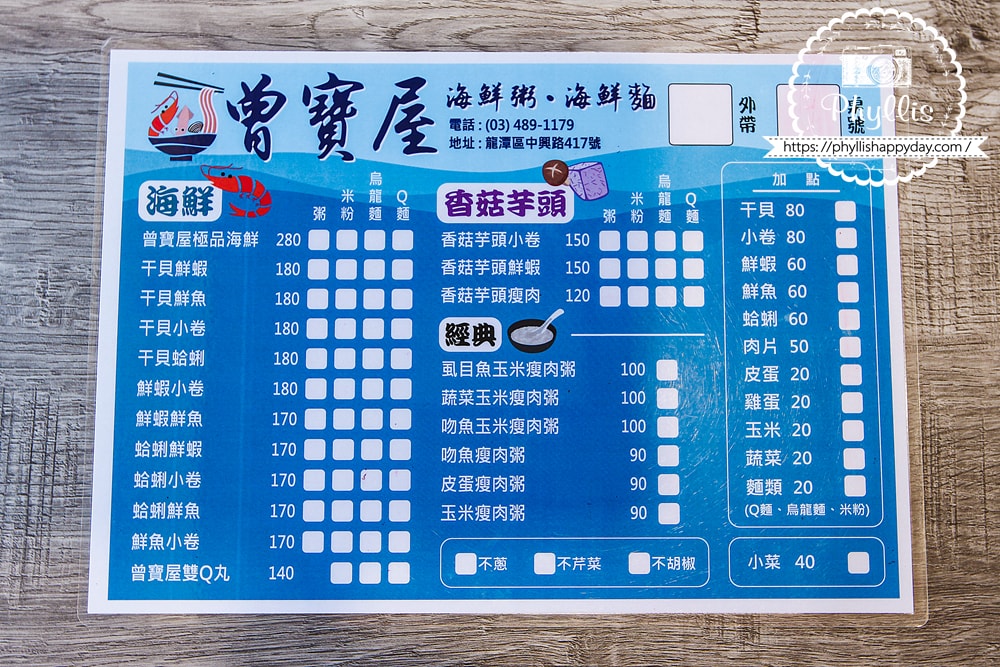 曾寶屋
海鮮粥・海鮮麵
電話 : (03) 489-1179
地址 : 龍潭區中興路417號
外帶
號
Phyllis
https://phyllishappyday.com/
海鮮
粥 米粉 烏龍麵 Q麵
曾寶屋極品海鮮 280
干貝鮮蝦 180
干貝鮮魚 180
干貝小卷 180
干貝蛤蜊 180
鮮蝦小卷 180
鮮蝦鮮魚 170
蛤蜊鮮蝦 170
蛤蜊小卷 170
蛤蜊鮮魚 170
鮮魚小卷 170
曾寶屋雙Q丸 140
香菇芋頭
粥 米粉 烏龍麵 Q麵
香菇芋頭小卷 150
香菇芋頭鮮蝦 150
香菇芋頭瘦肉 120
經典
虱目魚玉米瘦肉粥 100
蔬菜玉米瘦肉粥 100
吻魚玉米瘦肉粥 100
吻魚瘦肉粥 90
皮蛋瘦肉粥 90
玉米瘦肉粥 90
不蔥 不芹菜 不胡椒
加點
干貝 80
小卷 80
鮮蝦 60
鮮魚 60
蛤蜊 60
肉片 50
皮蛋 20
雞蛋 20
玉米 20
蔬菜 20
麵類 20
(Q麵、烏龍麵、米粉)
小菜 40